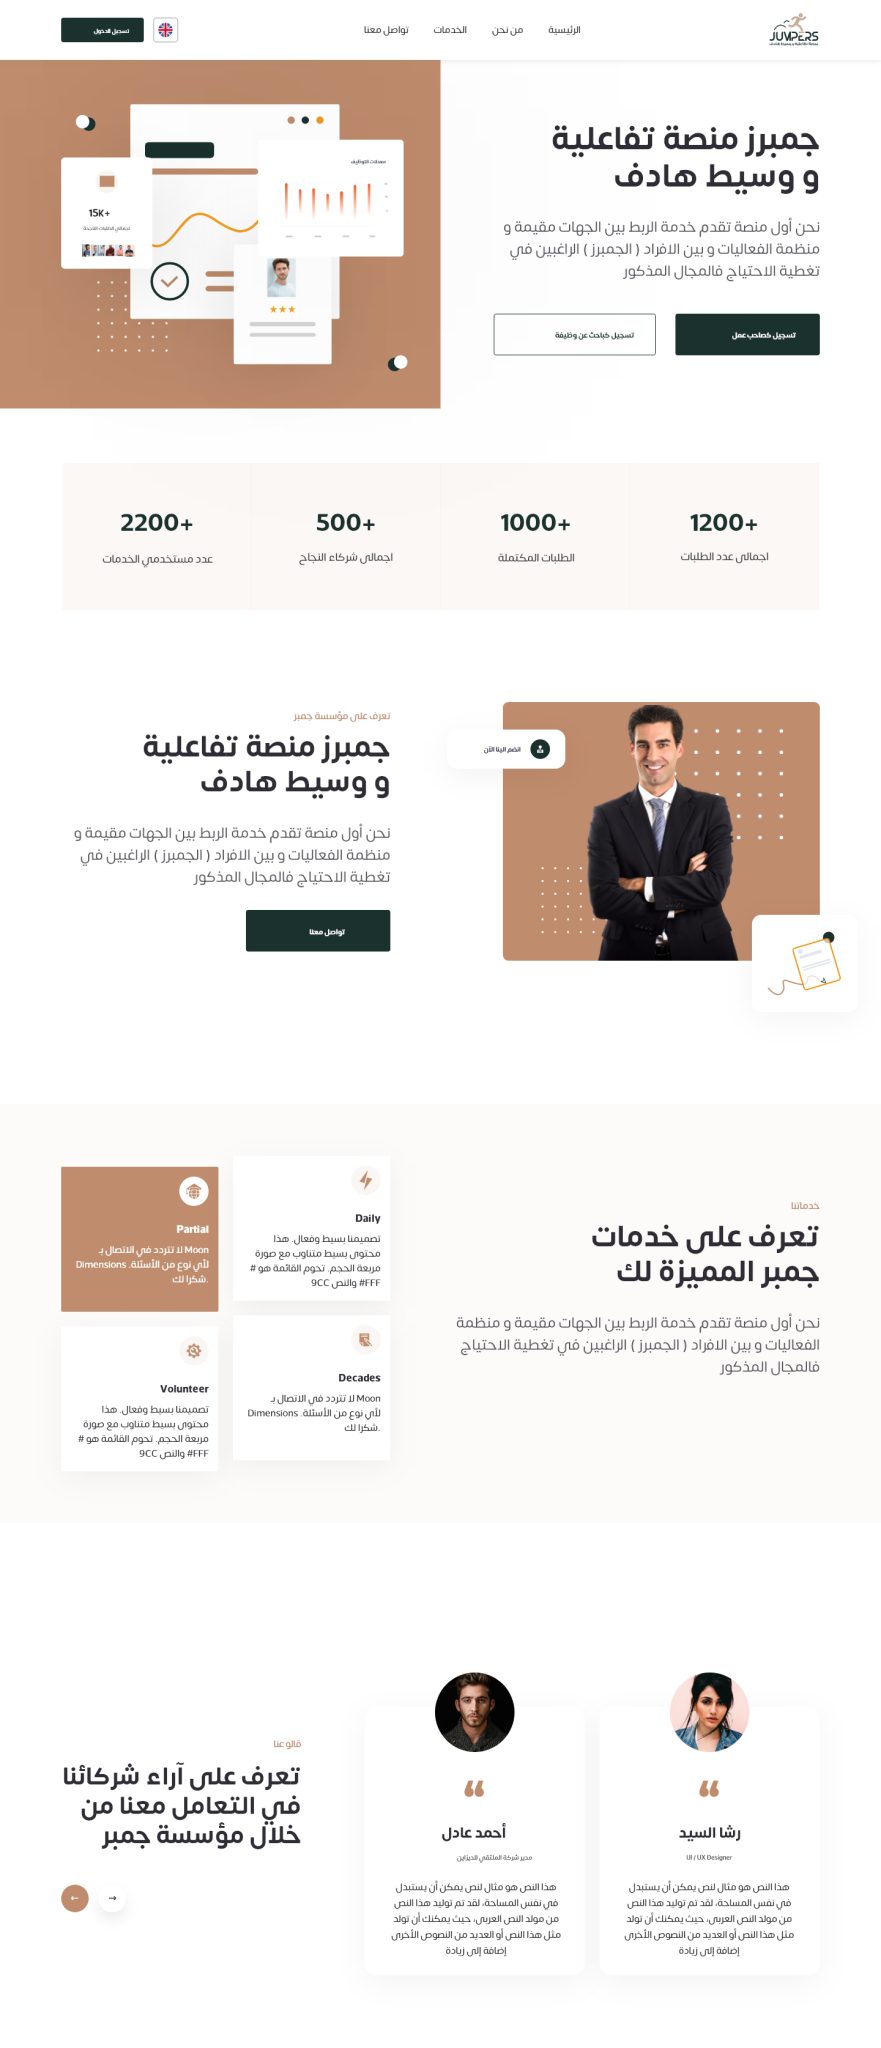 JUMPERS
الرئيسية
من نحن
الخدمات
تواصل معنا
تسجيل الدخول
جمبرز منصة تفاعلية
و وسيط هادف
نحن أول منصة تقدم خدمة الربط بين الجهات مقيمة و
منظمة الفعاليات و بين الافراد ( الجمبرز ) الراغبين في
تغطية الاحتياج فالمجال المذكور
تسجيل كصاحب عمل
تسجيل كباحث عن وظيفة
معدلات التوظيف
15K+
+1200
اجمالى عدد الطلبات
+1000
الطلبات المكتملة
+500
اجمالى شركاء النجاح
+2200
عدد مستخدمي الخدمات
انضم الينا الآن
تعرف على مؤسسة جمبر
جمبرز منصة تفاعلية
و وسيط هادف
نحن أول منصة تقدم خدمة الربط بين الجهات مقيمة و
منظمة الفعاليات و بين الافراد ( الجمبرز ) الراغبين في
تغطية الاحتياج فالمجال المذكور
تواصل معنا
خدماتنا
تعرف على خدمات
جمبر المميزة لك
نحن أول منصة تقدم خدمة الربط بين الجهات مقيمة و منظمة
الفعاليات و بين الافراد ( الجمبرز ) الراغبين في تغطية الاحتياج
فالمجال المذكور
Daily
تصميمنا بسيط وفعال. هذا
محتوى بسيط متناوب مع صورة
مربعة الحجم. تحوم القائمة هو #
9CC والنص #FFF
Partial
لا تتردد في الاتصال بـ Moon
Dimensions لأي نوع من الأسئلة.
شكرا لك.
Decades
لا تتردد في الاتصال بـ Moon
Dimensions لأي نوع من الأسئلة.
شكرا لك.
Volunteer
تصميمنا بسيط وفعال. هذا
محتوى بسيط متناوب مع صورة
مربعة الحجم. تحوم القائمة هو #
9CC والنص #FFF
رشا السيد
UI / UX Designer
هذا النص هو مثال لنص يمكن أن يستبدل
في نفس المساحة، لقد تم توليد هذا النص
من مولد النص العربى، حيث يمكنك أن تولد
مثل هذا النص أو العديد من النصوص الأخرى
إضافة إلى زيادة
أحمد عادل
مدير شركة الملتقي للديزاين
هذا النص هو مثال لنص يمكن أن يستبدل
في نفس المساحة، لقد تم توليد هذا النص
من مولد النص العربى، حيث يمكنك أن تولد
مثل هذا النص أو العديد من النصوص الأخرى
إضافة إلى زيادة
قالو عنا
تعرف على آراء شركائنا
في التعامل معنا من
خلال مؤسسة جمبر